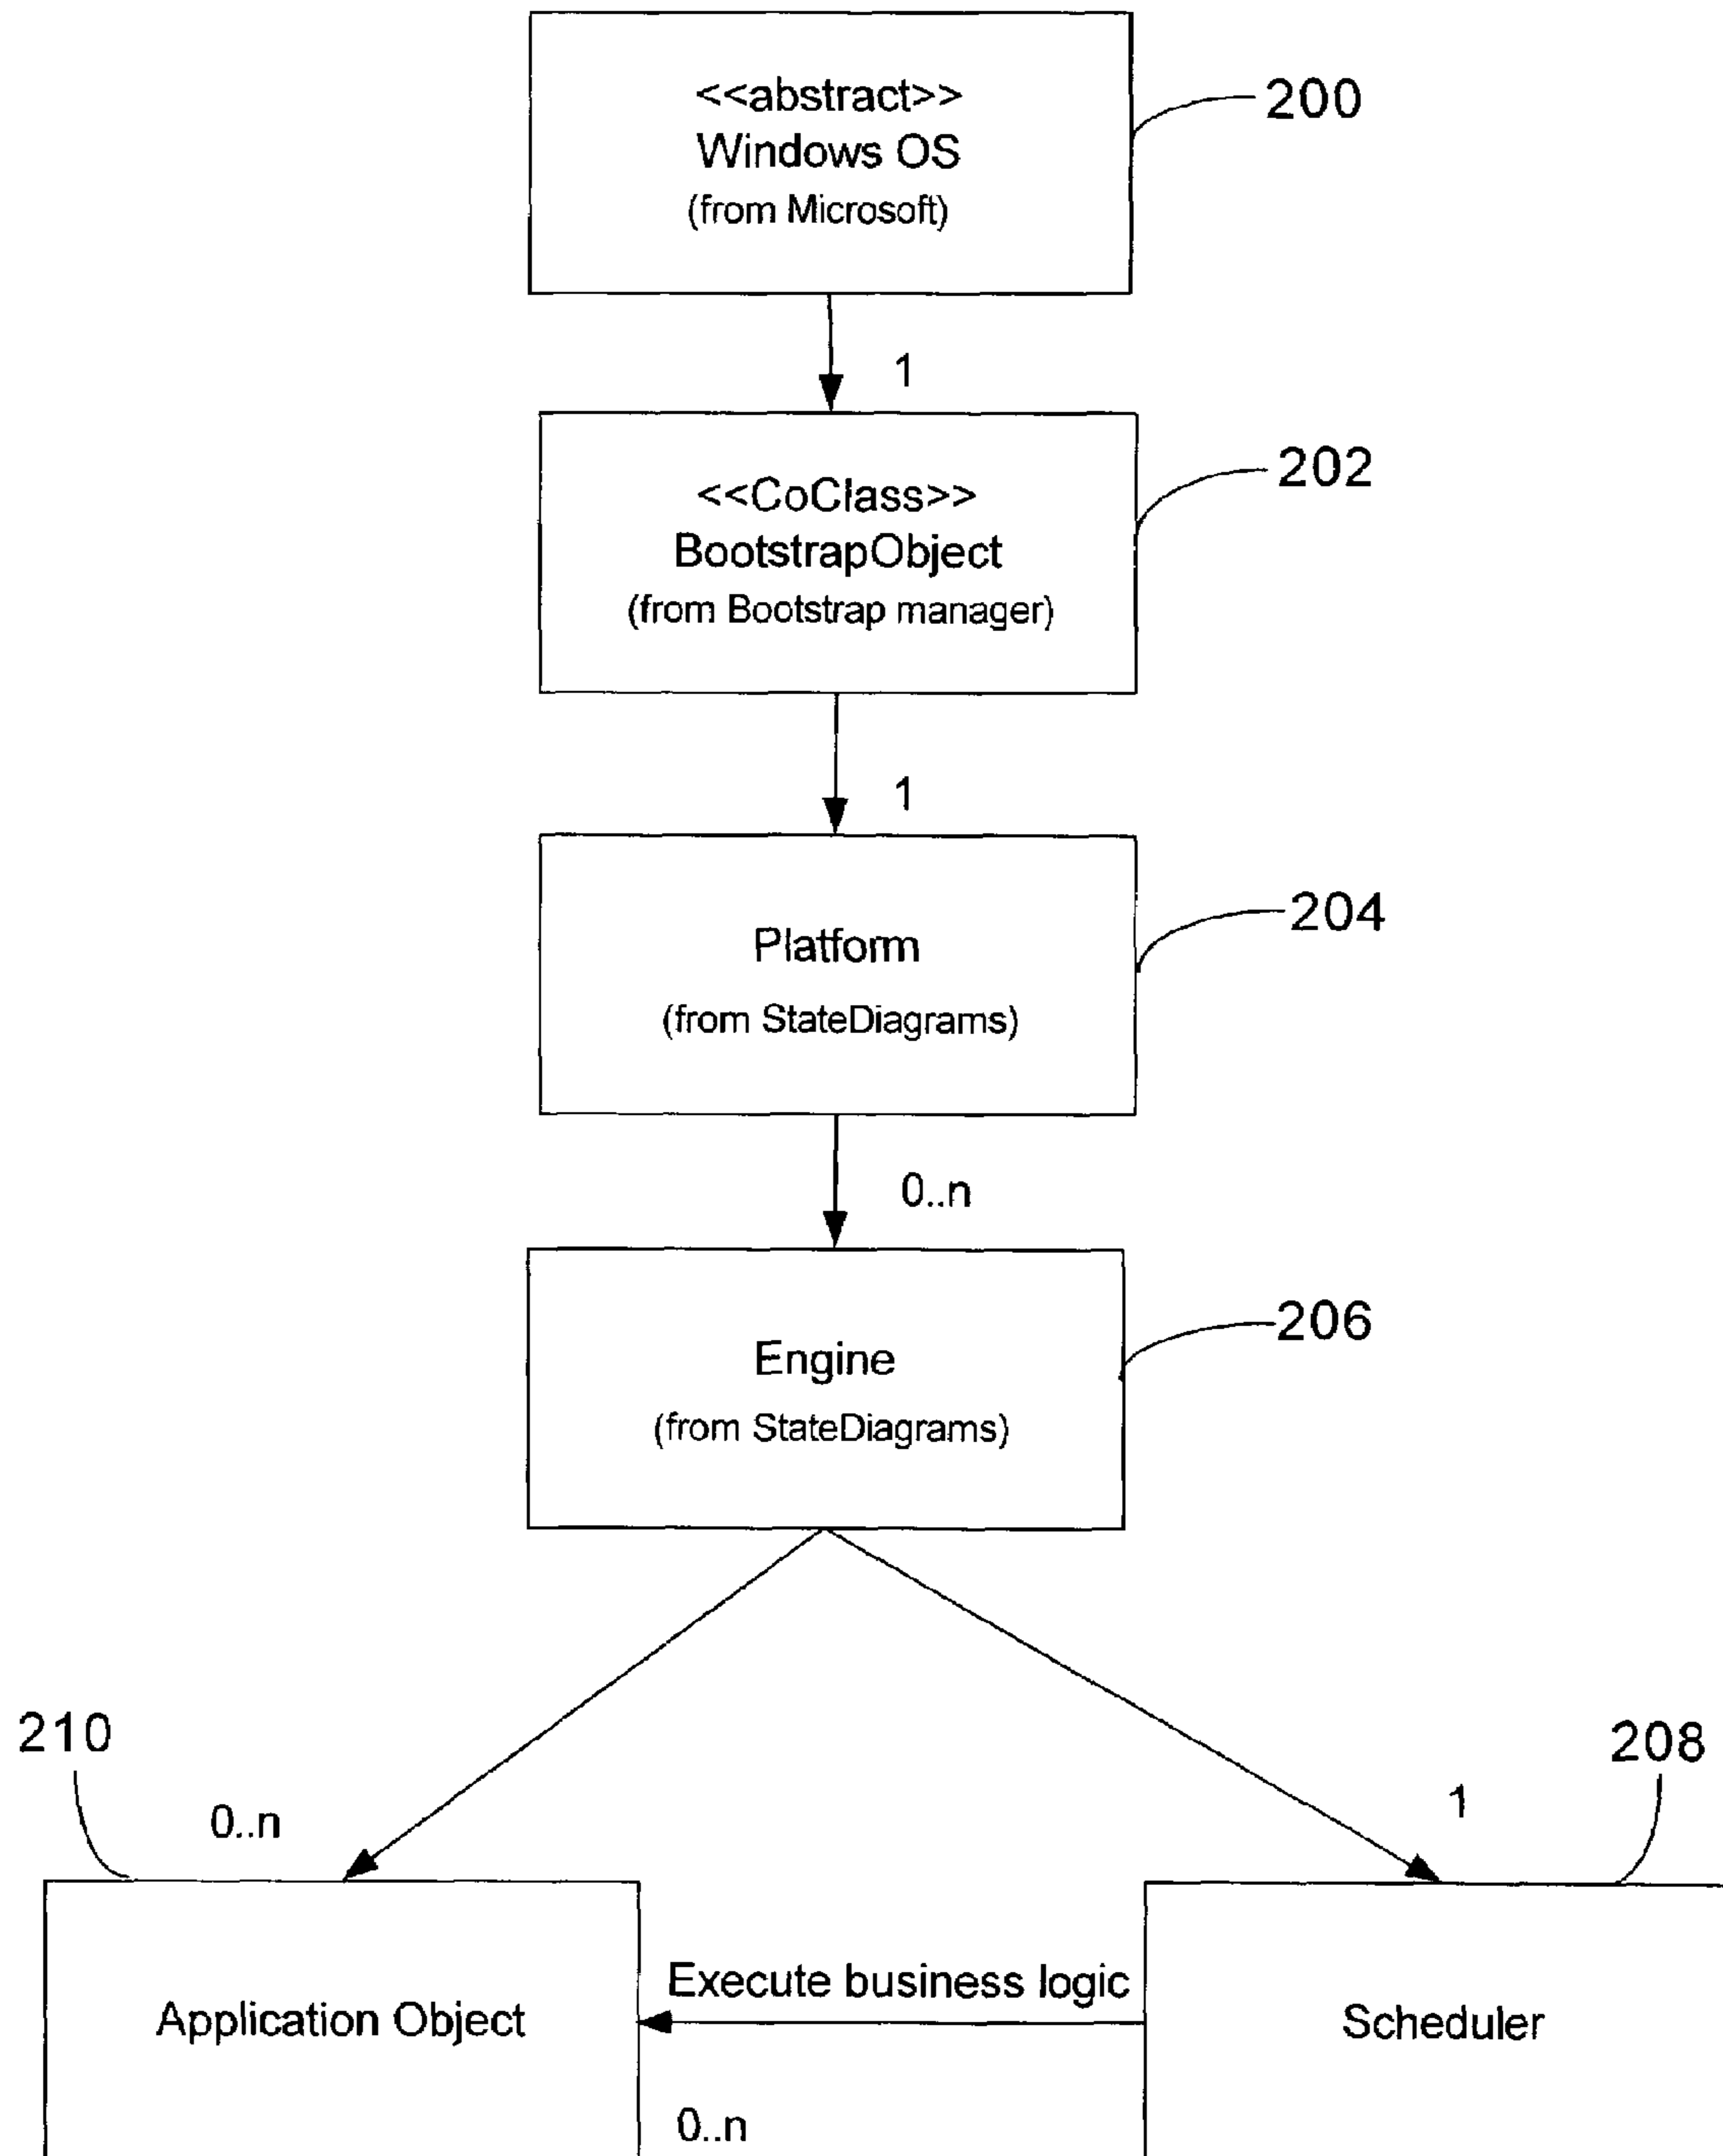 <<abstract>>
Windows OS
(from Microsoft)
200
1
<<CoClass>>
BootstrapObject
(from Bootstrap manager)
202
1
Platform
(from StateDiagrams)
204
0..n
Engine
(from StateDiagrams)
206
210
208
0..n
1
Application Object
Execute business logic
0..n
Scheduler